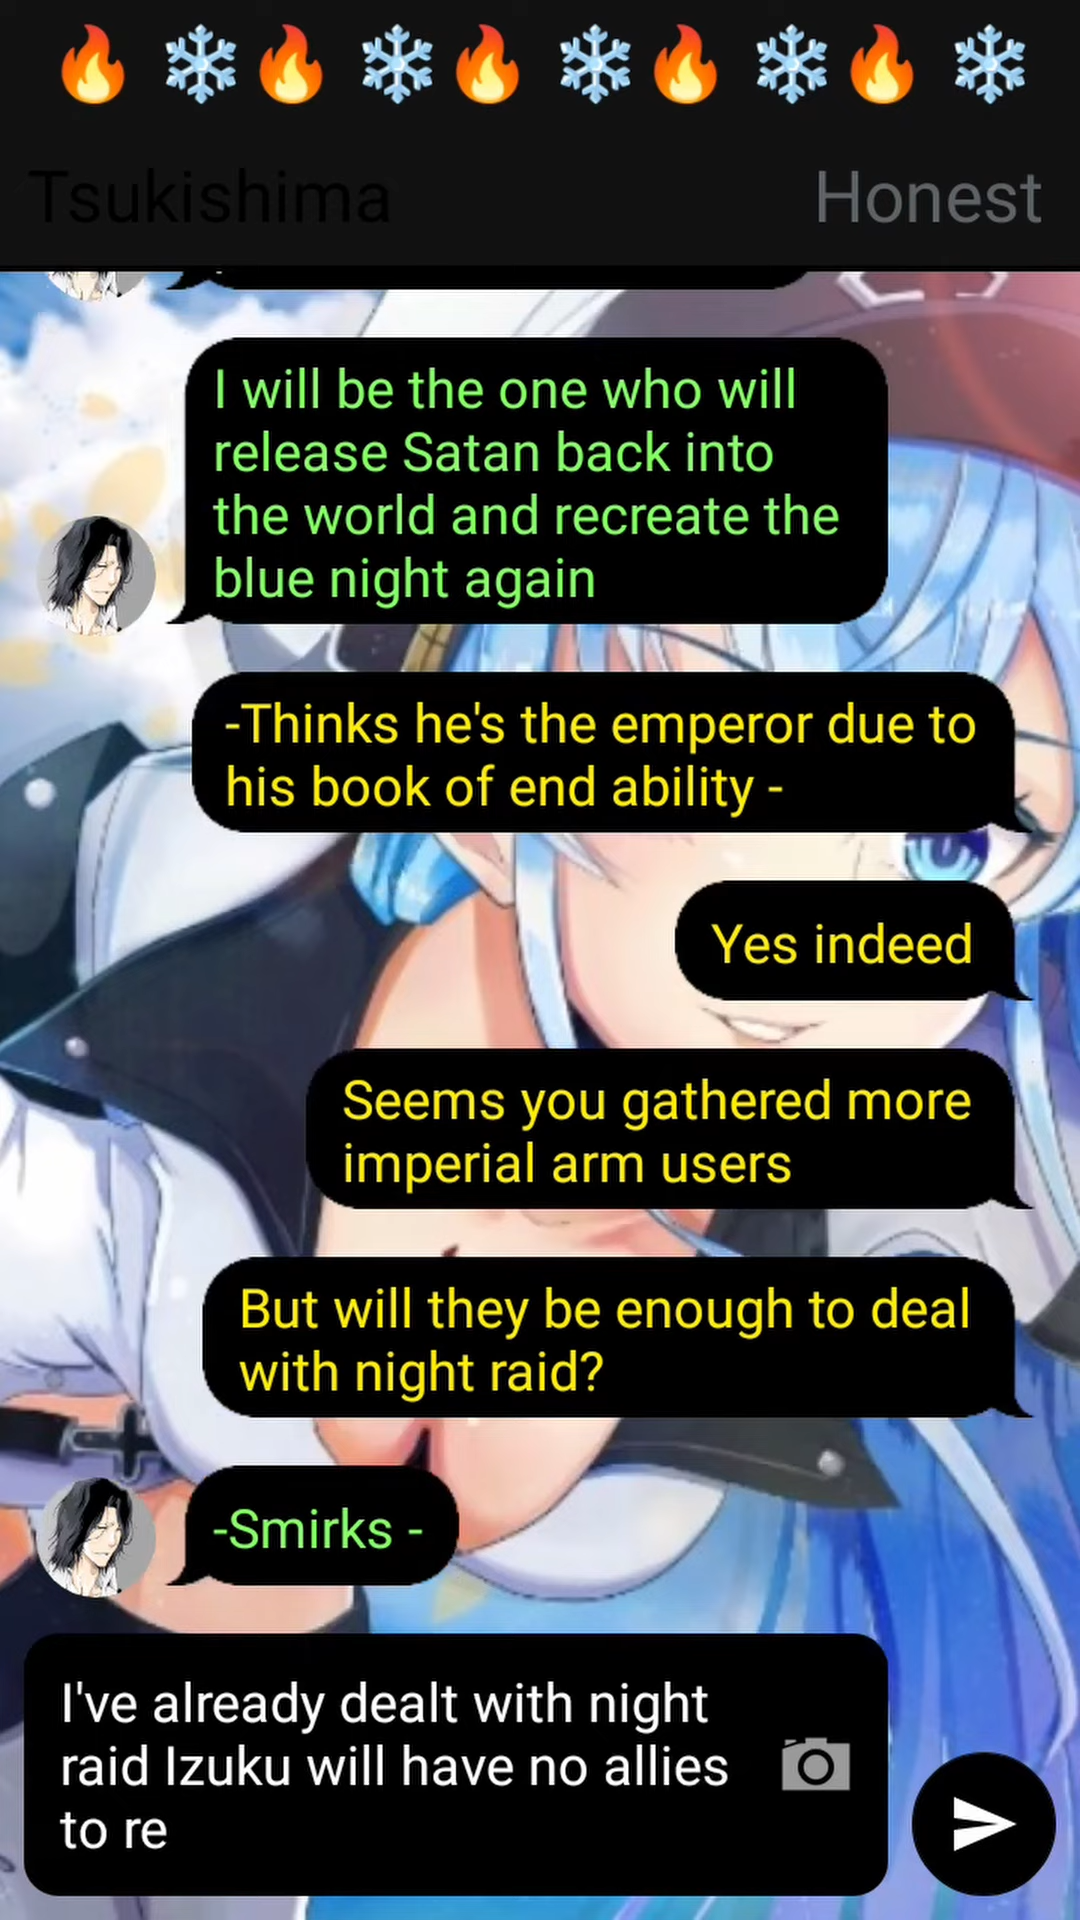 🔥 ❄️🔥 ❄️🔥 ❄️🔥 ❄️🔥 ❄️
Tsukishima
Honest
I will be the one who will
release Satan back into
the world and recreate the
blue night again
-Thinks he's the emperor due to
his book of end ability -
Yes indeed
Seems you gathered more
imperial arm users
But will they be enough to deal
with night raid?
-Smirks -
I've already dealt with night
raid Izuku will have no allies
to re